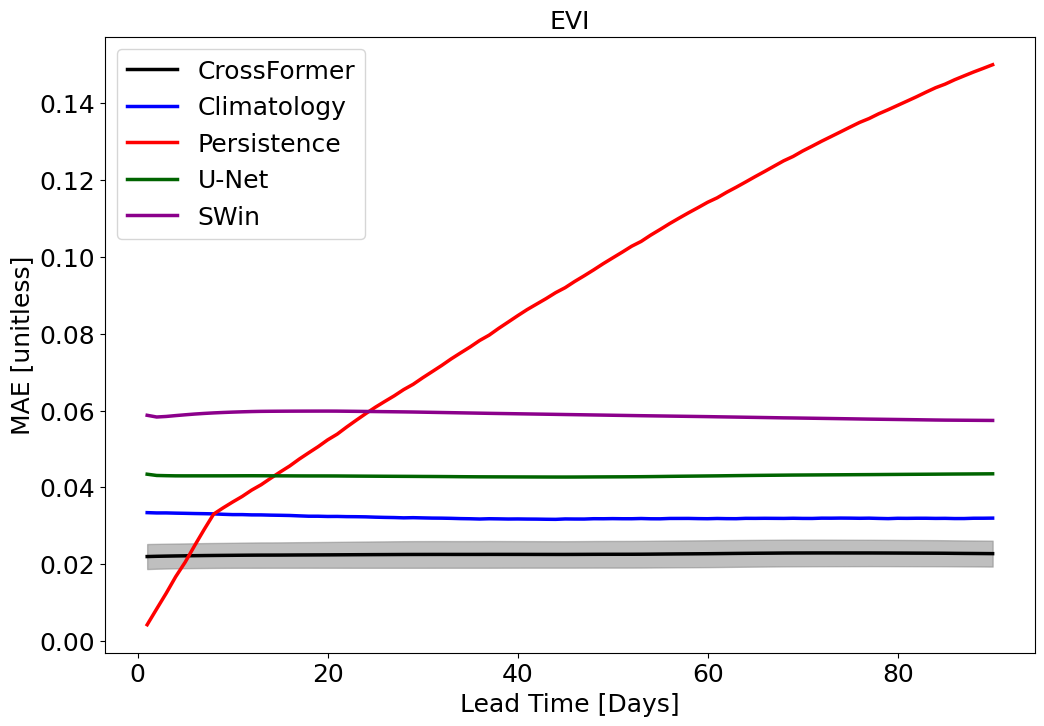 EVI
CrossFormer
Climatology
Persistence
U-Net
SWin
MAE [unitless]
0.14
0.12
0.10
0.08
0.06
0.04
0.02
0.00
0 20 40 60 80
Lead Time [Days]